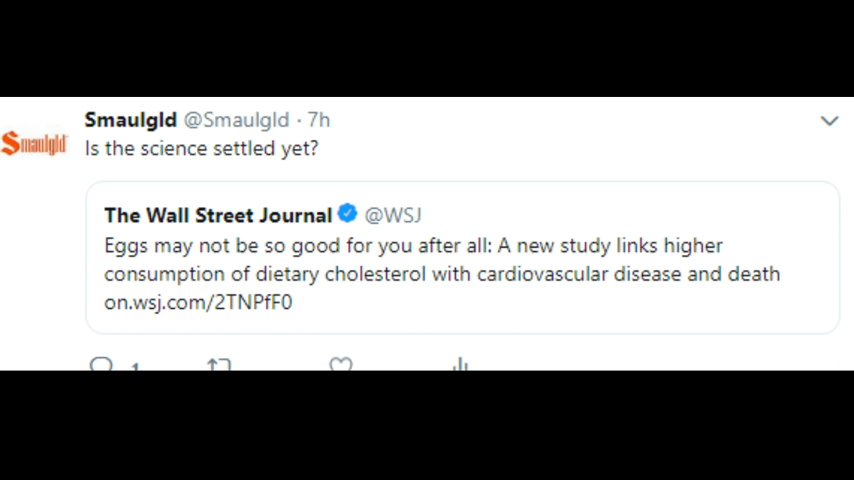 Smaulgld @Smaulgld · 7h
Smaulgld
Is the science settled yet?
The Wall Street Journal @WSJ
Eggs may not be so good for you after all: A new study links higher
consumption of dietary cholesterol with cardiovascular disease and death
on.wsj.com/2TNPfF0
1